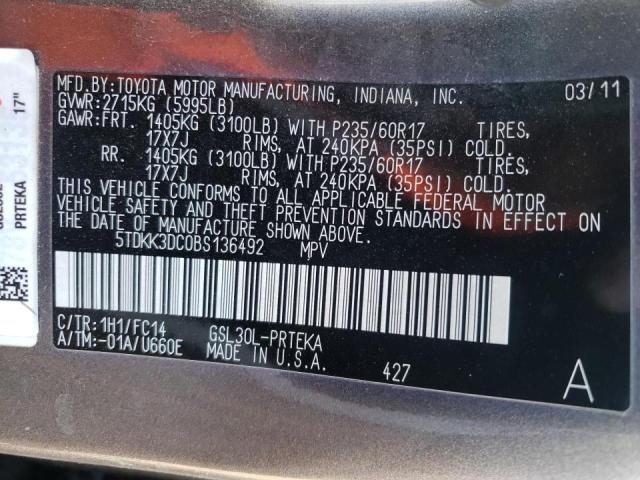 MFD.BY:TOYOTA MOTOR MANUFACTURING, INDIANA, INC. 03/11
GVWR:2715KG (5995LB)
GAWR:FRT. 1405KG (3100LB) WITH P235/60R17 TIRES,
17X7J RIMS, AT 240KPA (35PSI) COLD.
RR. 1405KG (3100LB) WITH P235/60R17 TIRES,
17X7J RIMS, AT 240KPA (35PSI) COLD.
THIS VEHICLE CONFORMS TO ALL APPLICABLE FEDERAL MOTOR
VEHICLE SAFETY AND THEFT PREVENTION STANDARDS IN EFFECT ON
THE DATE OF MANUFACTURE SHOWN ABOVE.
5TDKK3DC0BS136492 MPV
C/TR:1H1/FC14 GSL30L-PRTEKA
A/TM:-01A/U660E MADE IN U.S.A.
427
A
17"
PRTEKA